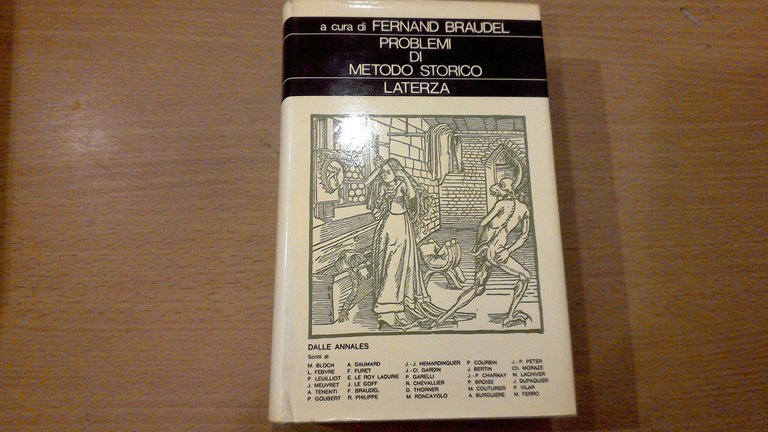 a cura di FERNAND BRAUDEL
PROBLEMI
DI
METODO STORICO
LATERZA
DALLE ANNALES
Scritti di
M. BLOCH A. DAUMARD J.-J. HEMARDINQUER P. COURBIN J.-P. PETER
L. FEBVRE F. FURET J.-Cl. GARDIN J. BERTIN Ch. MORAZE
P. LEUILLIOT E. LE ROY LADURIE P. GARELLI J.-P. CHARNAY M. LACHIVER
J. MEUVRET J. LE GOFF R. CHEVALLIER P. BROISE J. DUPAQUIER
A. TENENTI F. BRAUDEL D. THORNER M. COUTURIER P. VILAR
P. GOUBERT R. PHILIPPE M. RONCAYOLO A. BURGUIERE M. FERRO